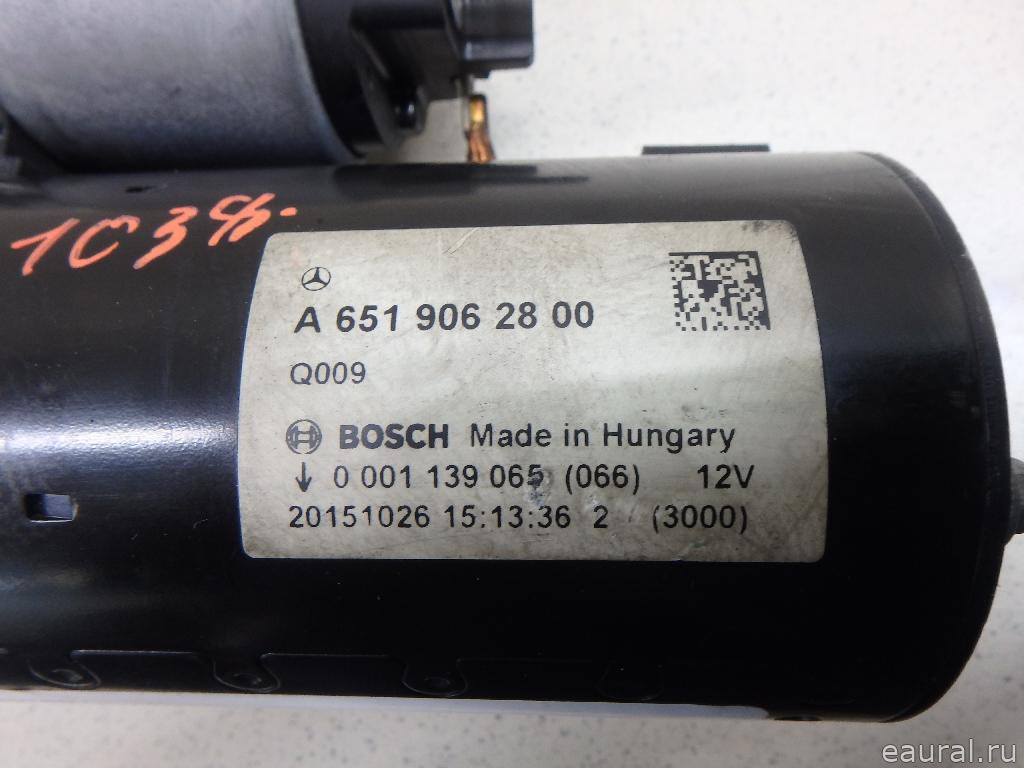 A 651 906 28 00
Q009
BOSCH Made in Hungary
↓ 0 001 139 065 (066) 12V
20151026 15:13:36 2 (3000)
eaural.ru